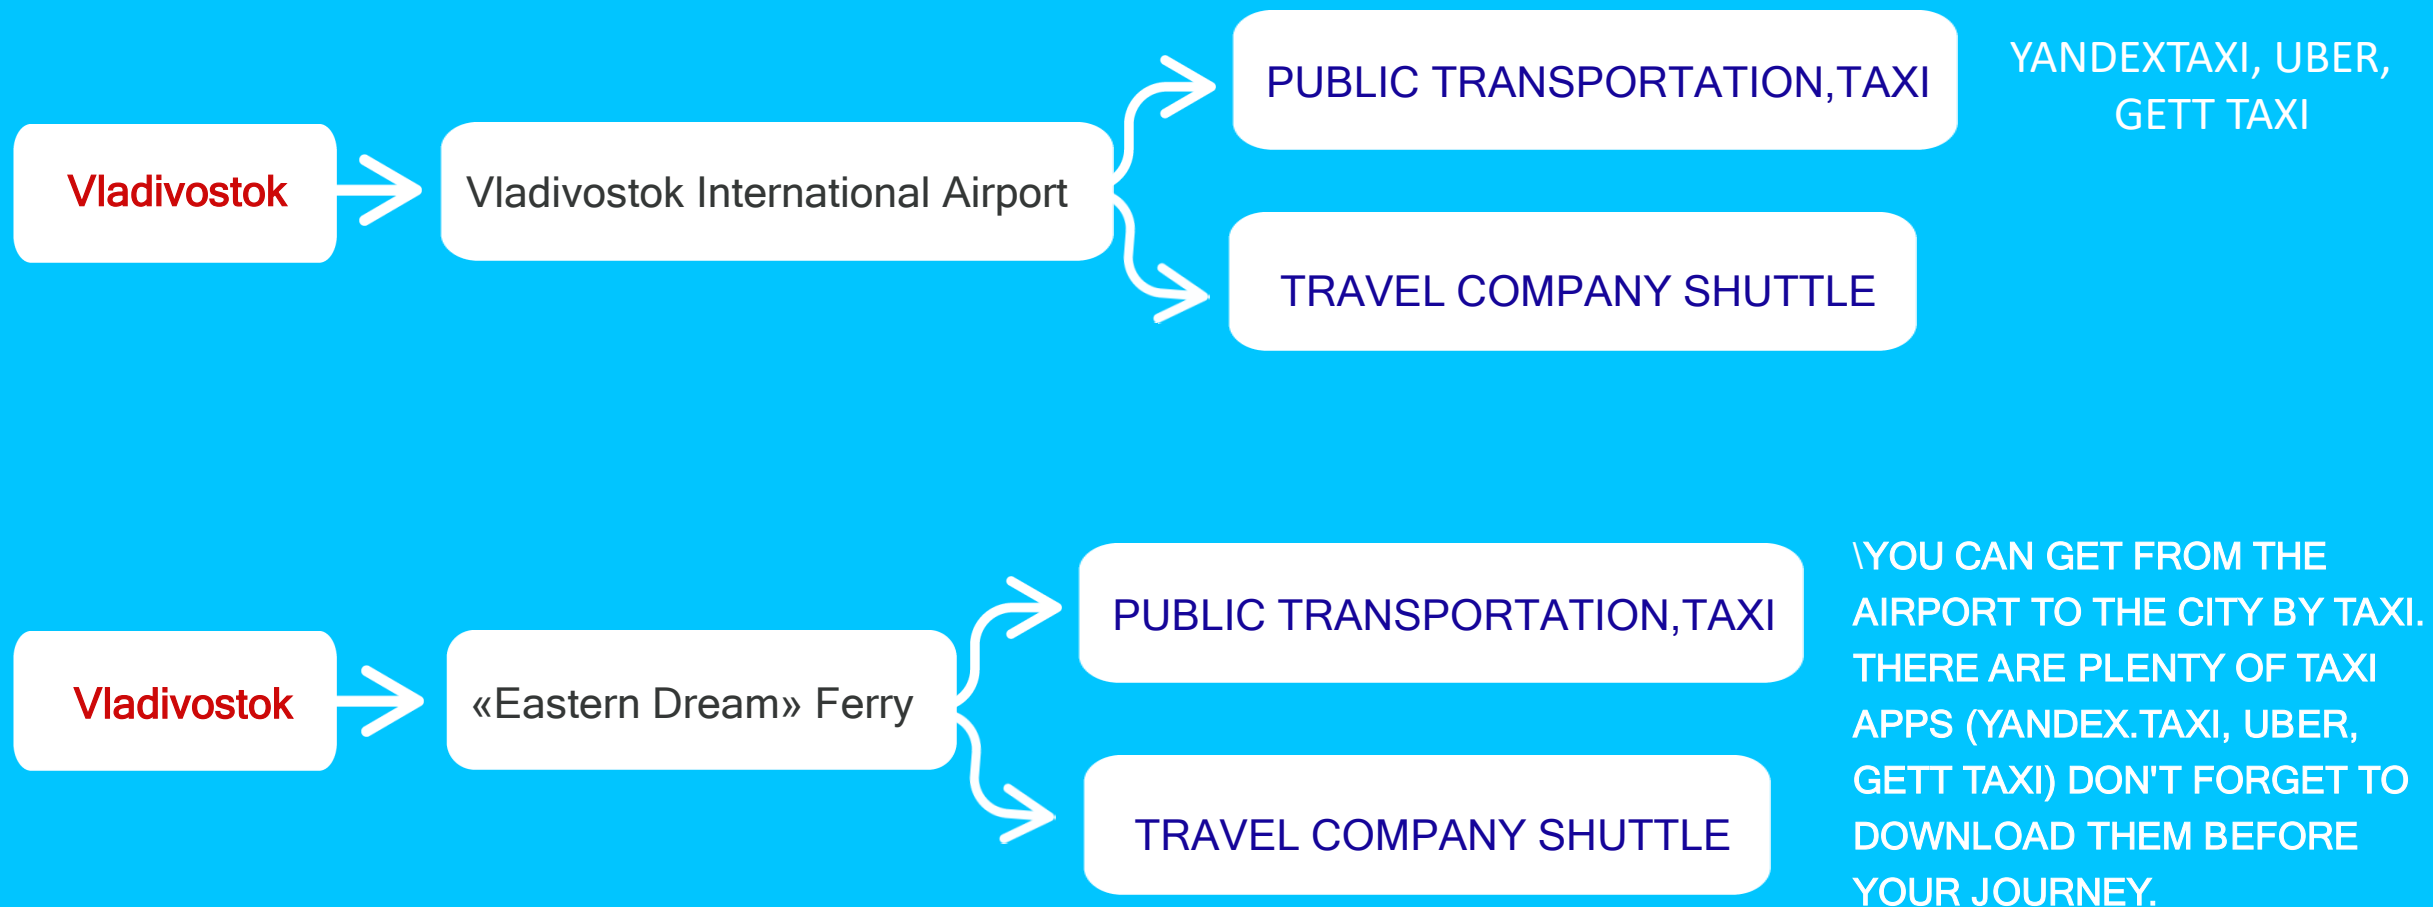 Vladivostok
Vladivostok International Airport
PUBLIC TRANSPORTATION,TAXI
TRAVEL COMPANY SHUTTLE
YANDEXTAXI, UBER,
GETT TAXI
Vladivostok
«Eastern Dream» Ferry
PUBLIC TRANSPORTATION,TAXI
TRAVEL COMPANY SHUTTLE
\YOU CAN GET FROM THE
AIRPORT TO THE CITY BY TAXI.
THERE ARE PLENTY OF TAXI
APPS (YANDEX.TAXI, UBER,
GETT TAXI) DON'T FORGET TO
DOWNLOAD THEM BEFORE
YOUR JOURNEY.